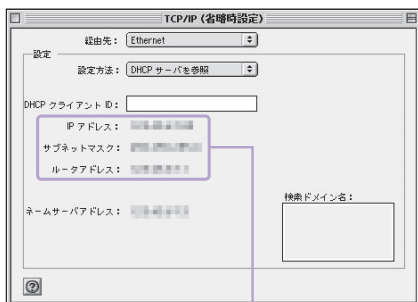 TCP/IP (省略時設定)
経由先： Ethernet
設定
設定方法： DHCP サーバを参照
DHCP クライアント ID：
IP アドレス：
サブネットマスク：
ルータアドレス：
検索ドメイン名：
ネームサーバアドレス：
?